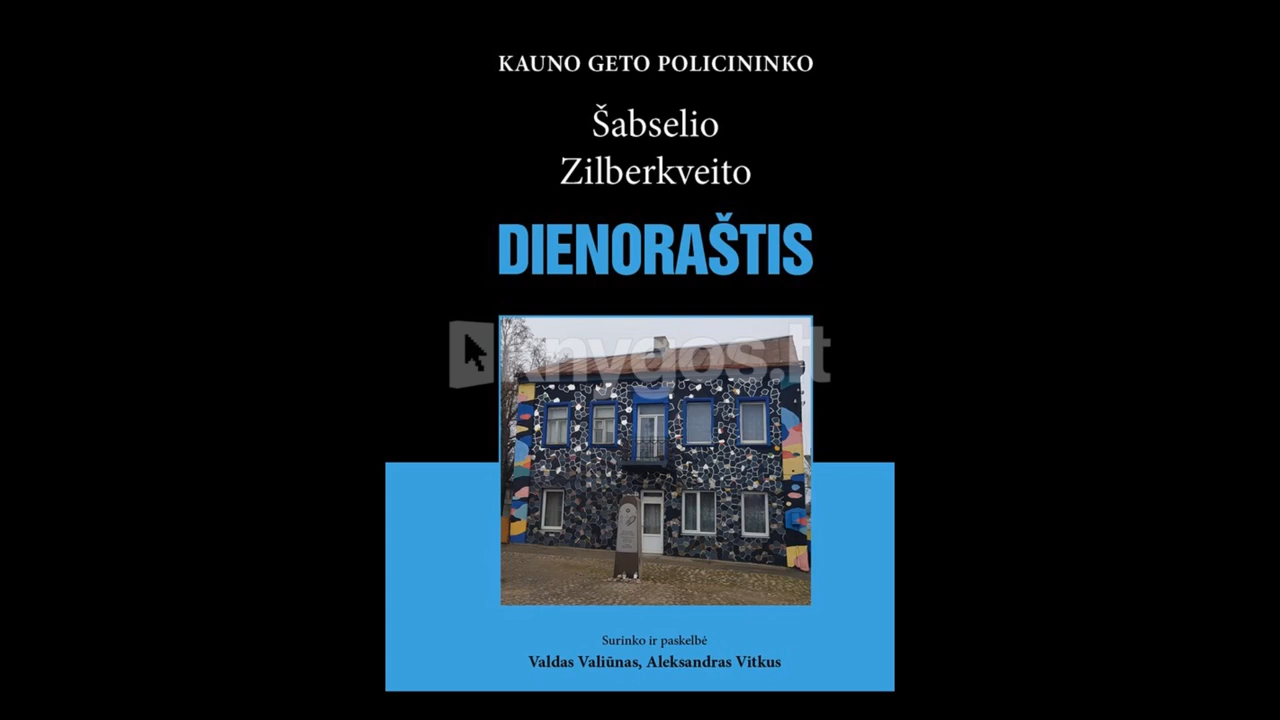 KAUNO GETO POLICININKO
Šabselio
Zilberkveito
DIENORAŠTIS
knygos.lt
Surinko ir paskelbė
Valdas Valiūnas, Aleksandras Vitkus